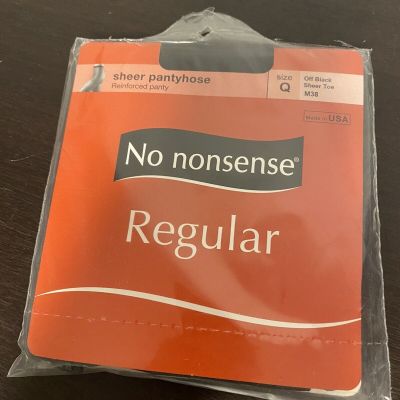 sheer pantyhose
Reinforced panty
size
Q
Off Black
Sheer Toe
M38
Made in USA
No nonsense®
Regular